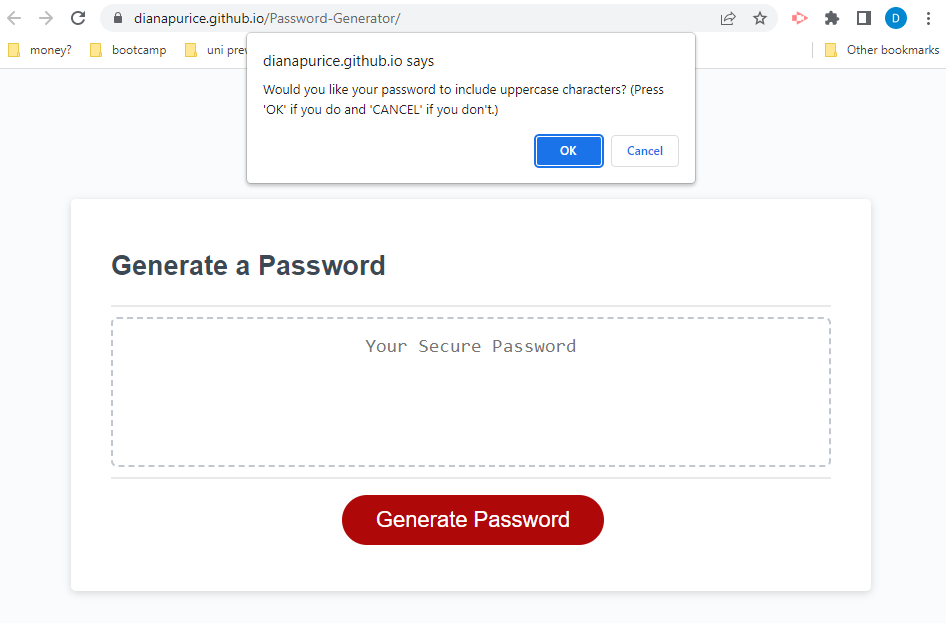 dianapurice.github.io/Password-Generator/
D
money?
bootcamp
uni prev
Other bookmarks
dianapurice.github.io says
Would you like your password to include uppercase characters? (Press
'OK' if you do and 'CANCEL' if you don't.)
OK
Cancel
Generate a Password
Your Secure Password
Generate Password